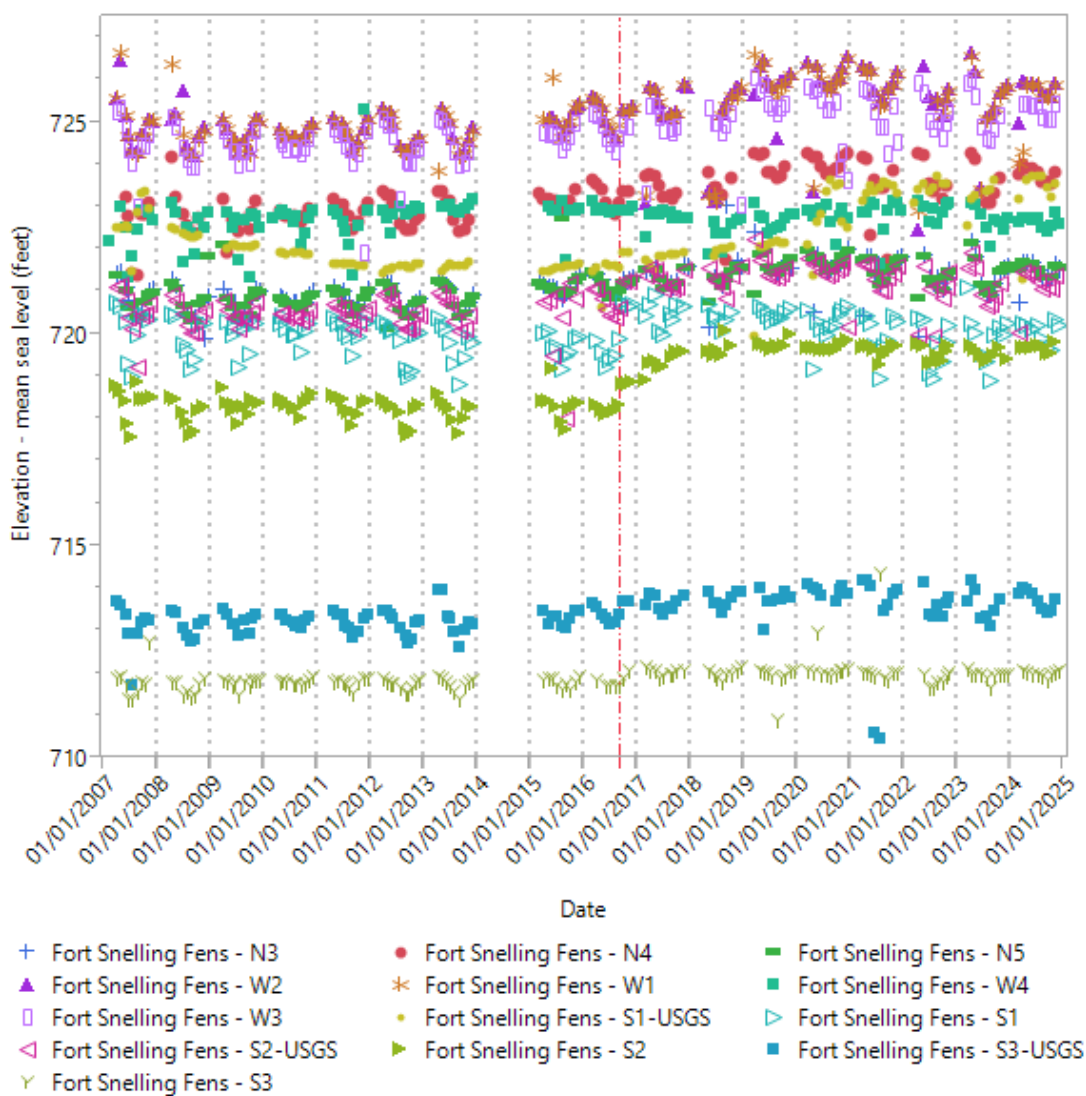 Elevation - mean sea level (feet)
725
720
715
710
01/01/2007
01/01/2008
01/01/2009
01/01/2010
01/01/2011
01/01/2012
01/01/2013
01/01/2014
01/01/2015
01/01/2016
01/01/2017
01/01/2018
01/01/2019
01/01/2020
01/01/2021
01/01/2022
01/01/2023
01/01/2024
01/01/2025
Date
Fort Snelling Fens - N3
Fort Snelling Fens - N4
Fort Snelling Fens - N5
Fort Snelling Fens - W2
Fort Snelling Fens - W1
Fort Snelling Fens - W4
Fort Snelling Fens - W3
Fort Snelling Fens - S1-USGS
Fort Snelling Fens - S1
Fort Snelling Fens - S2-USGS
Fort Snelling Fens - S2
Fort Snelling Fens - S3-USGS
Fort Snelling Fens - S3